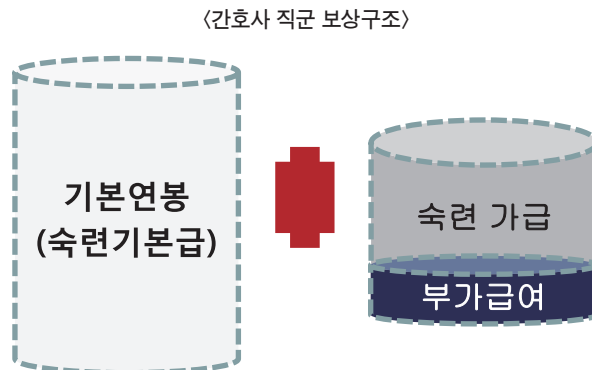 〈간호사 직군 보상구조〉
기본연봉
(숙련기본급)
숙련 가급
부가급여